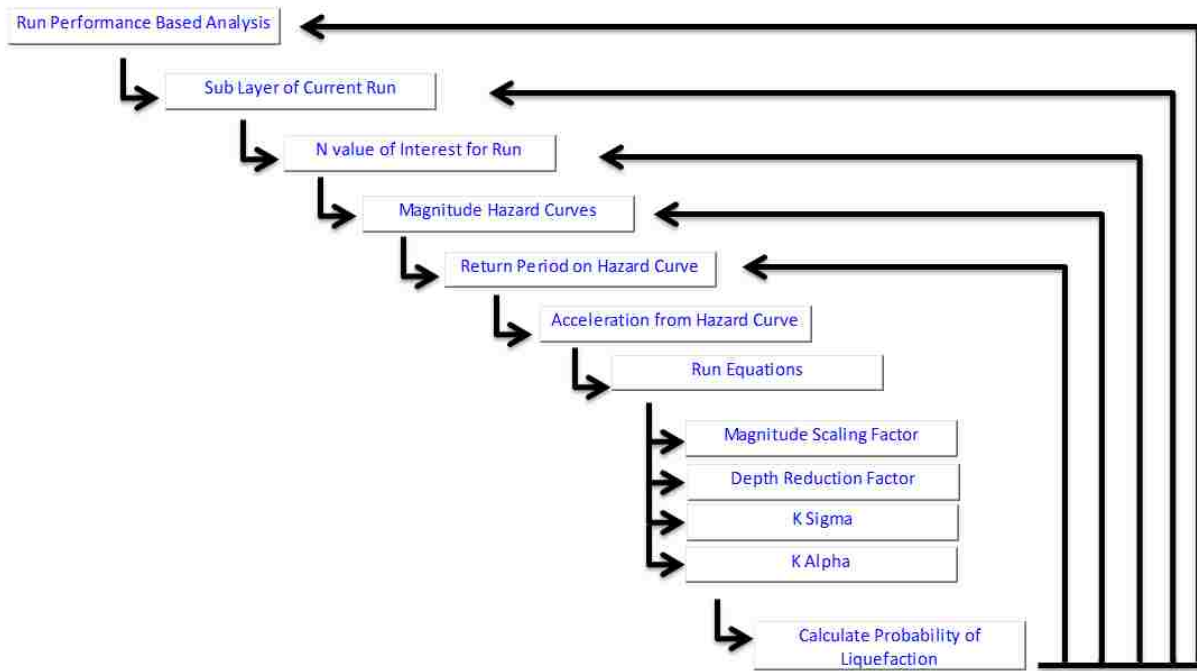 Run Performance Based Analysis
Sub Layer of Current Run
N value of Interest for Run
Magnitude Hazard Curves
Return Period on Hazard Curve
Acceleration from Hazard Curve
Run Equations
Magnitude Scaling Factor
Depth Reduction Factor
K Sigma
K Alpha
Calculate Probability of
Liquefaction